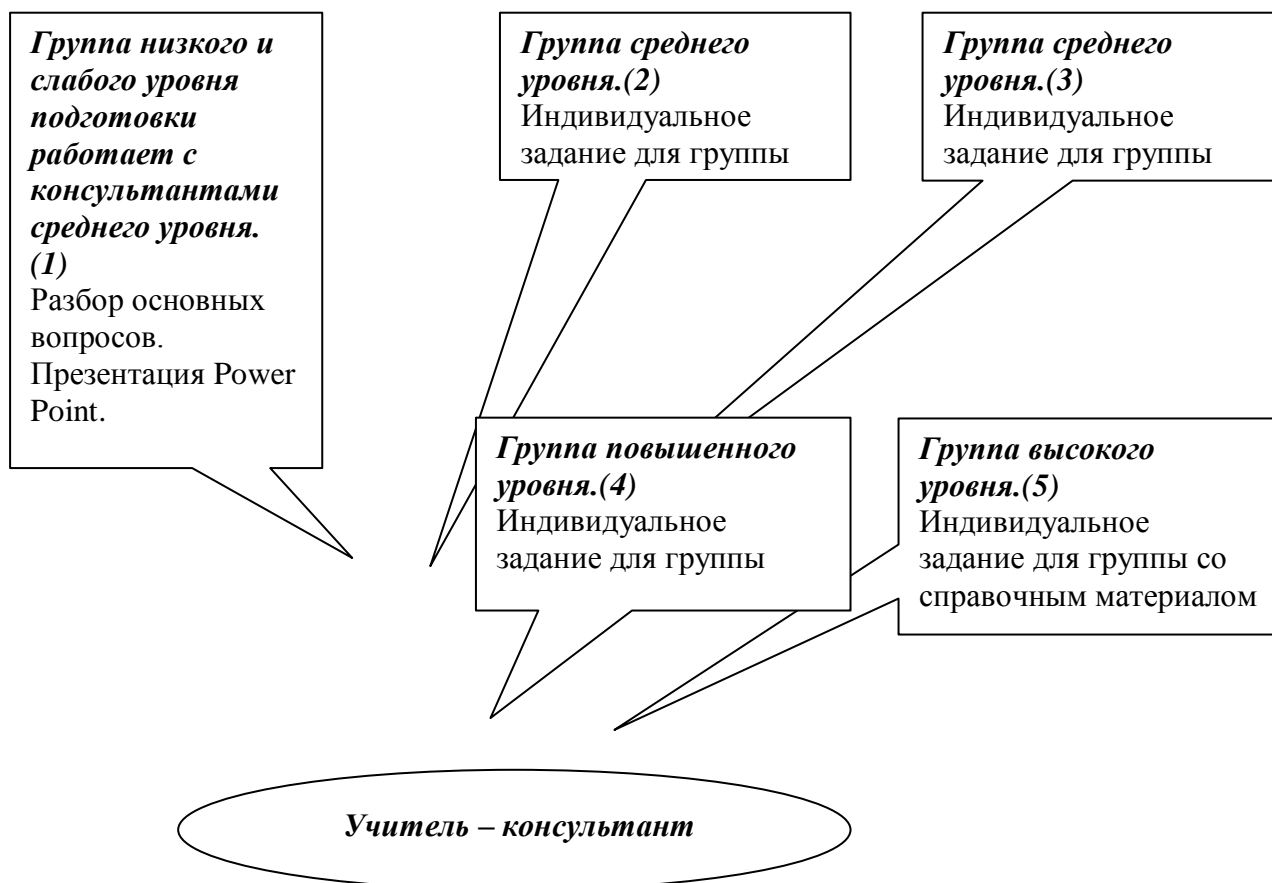 Группа низкого и
слабого уровня
подготовки
работает с
консультантами
среднего уровня.
(1)
Разбор основных
вопросов.
Презентация Power
Point.
Группа среднего
уровня.(2)
Индивидуальное
задание для группы
Группа среднего
уровня.(3)
Индивидуальное
задание для группы
Группа повышенного
уровня.(4)
Индивидуальное
задание для группы
Группа высокого
уровня.(5)
Индивидуальное
задание для группы со
справочным материалом
Учитель – консультант